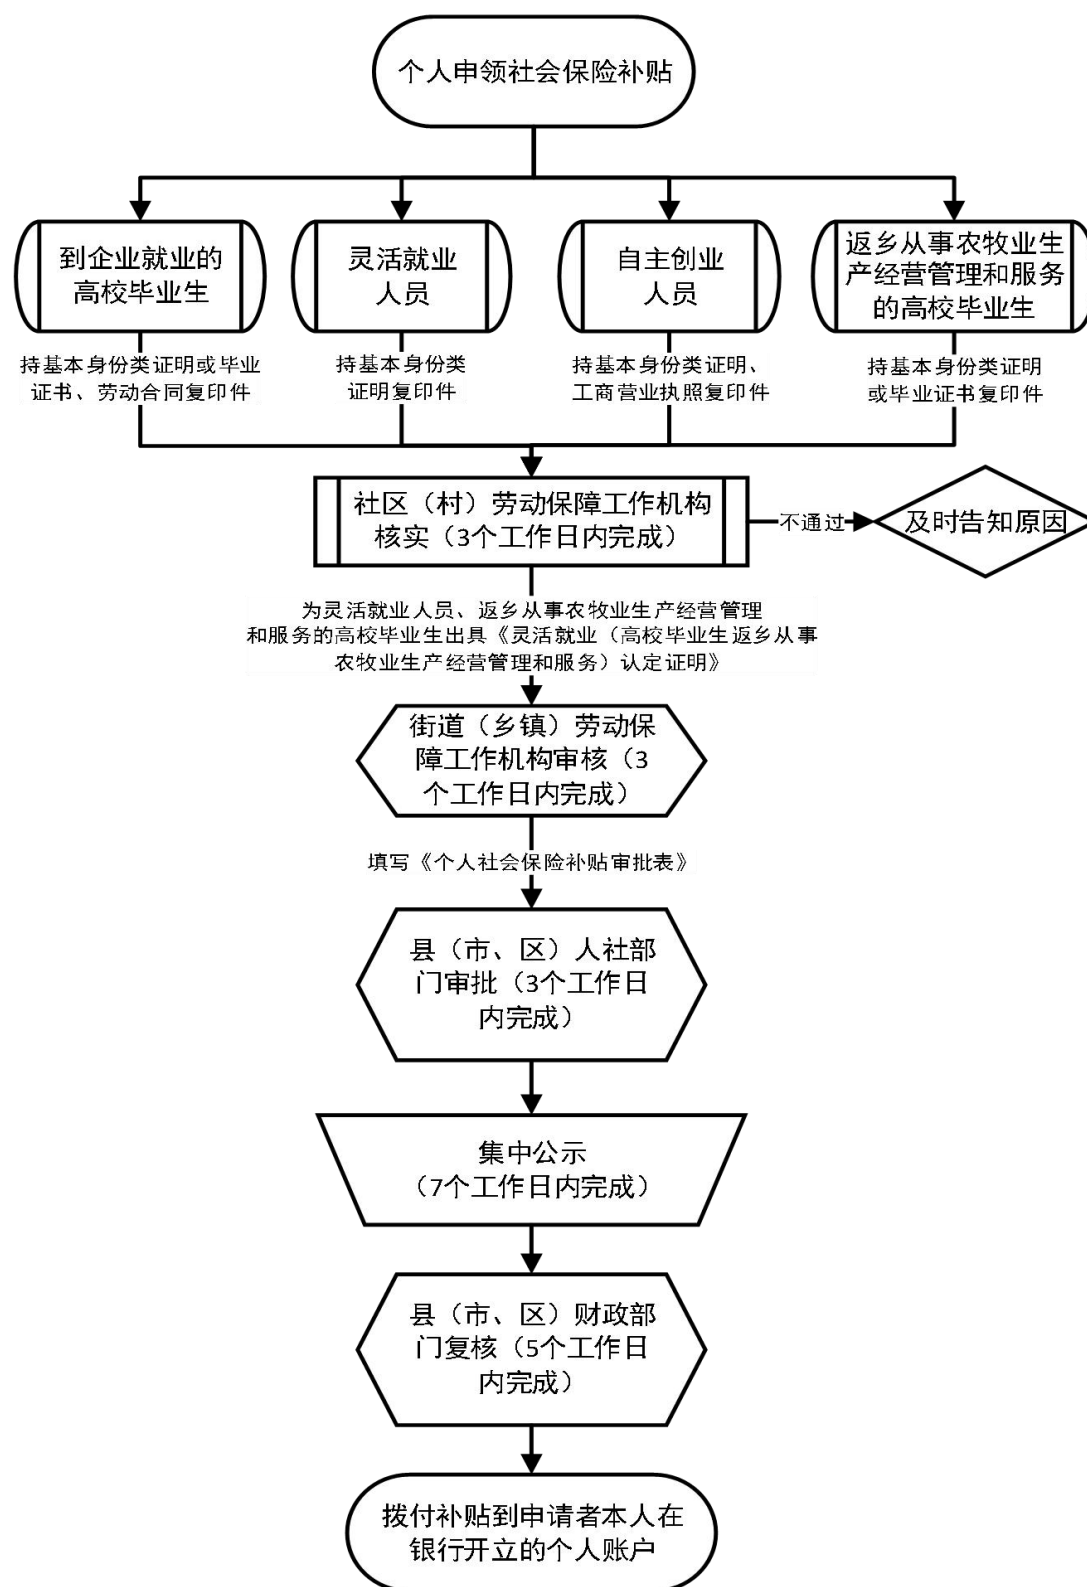 个人申领社会保险补贴
到企业就业的
高校毕业生
灵活就业
人员
自主创业
人员
返乡从事农牧业生
产经营管理和服务
的高校毕业生
持基本身份类证明或毕业
证书、劳动合同复印件
持基本身份类
证明复印件
持基本身份类证明、
工商营业执照复印件
持基本身份类证明
或毕业证书复印件
社区（村）劳动保障工作机构
核实（3个工作日内完成）
不通过
及时告知原因
为灵活就业人员、返乡从事农牧业生产经营管理
和服务的高校毕业生出具《灵活就业（高校毕业生返乡从事
农牧业生产经营管理和服务）认定证明》
街道（乡镇）劳动保
障工作机构审核（3
个工作日内完成）
填写《个人社会保险补贴审批表》
县（市、区）人社部
门审批（3个工作日
内完成）
集中公示
（7个工作日内完成）
县（市、区）财政部
门复核（5个工作日
内完成）
拨付补贴到申请者本人在
银行开立的个人账户